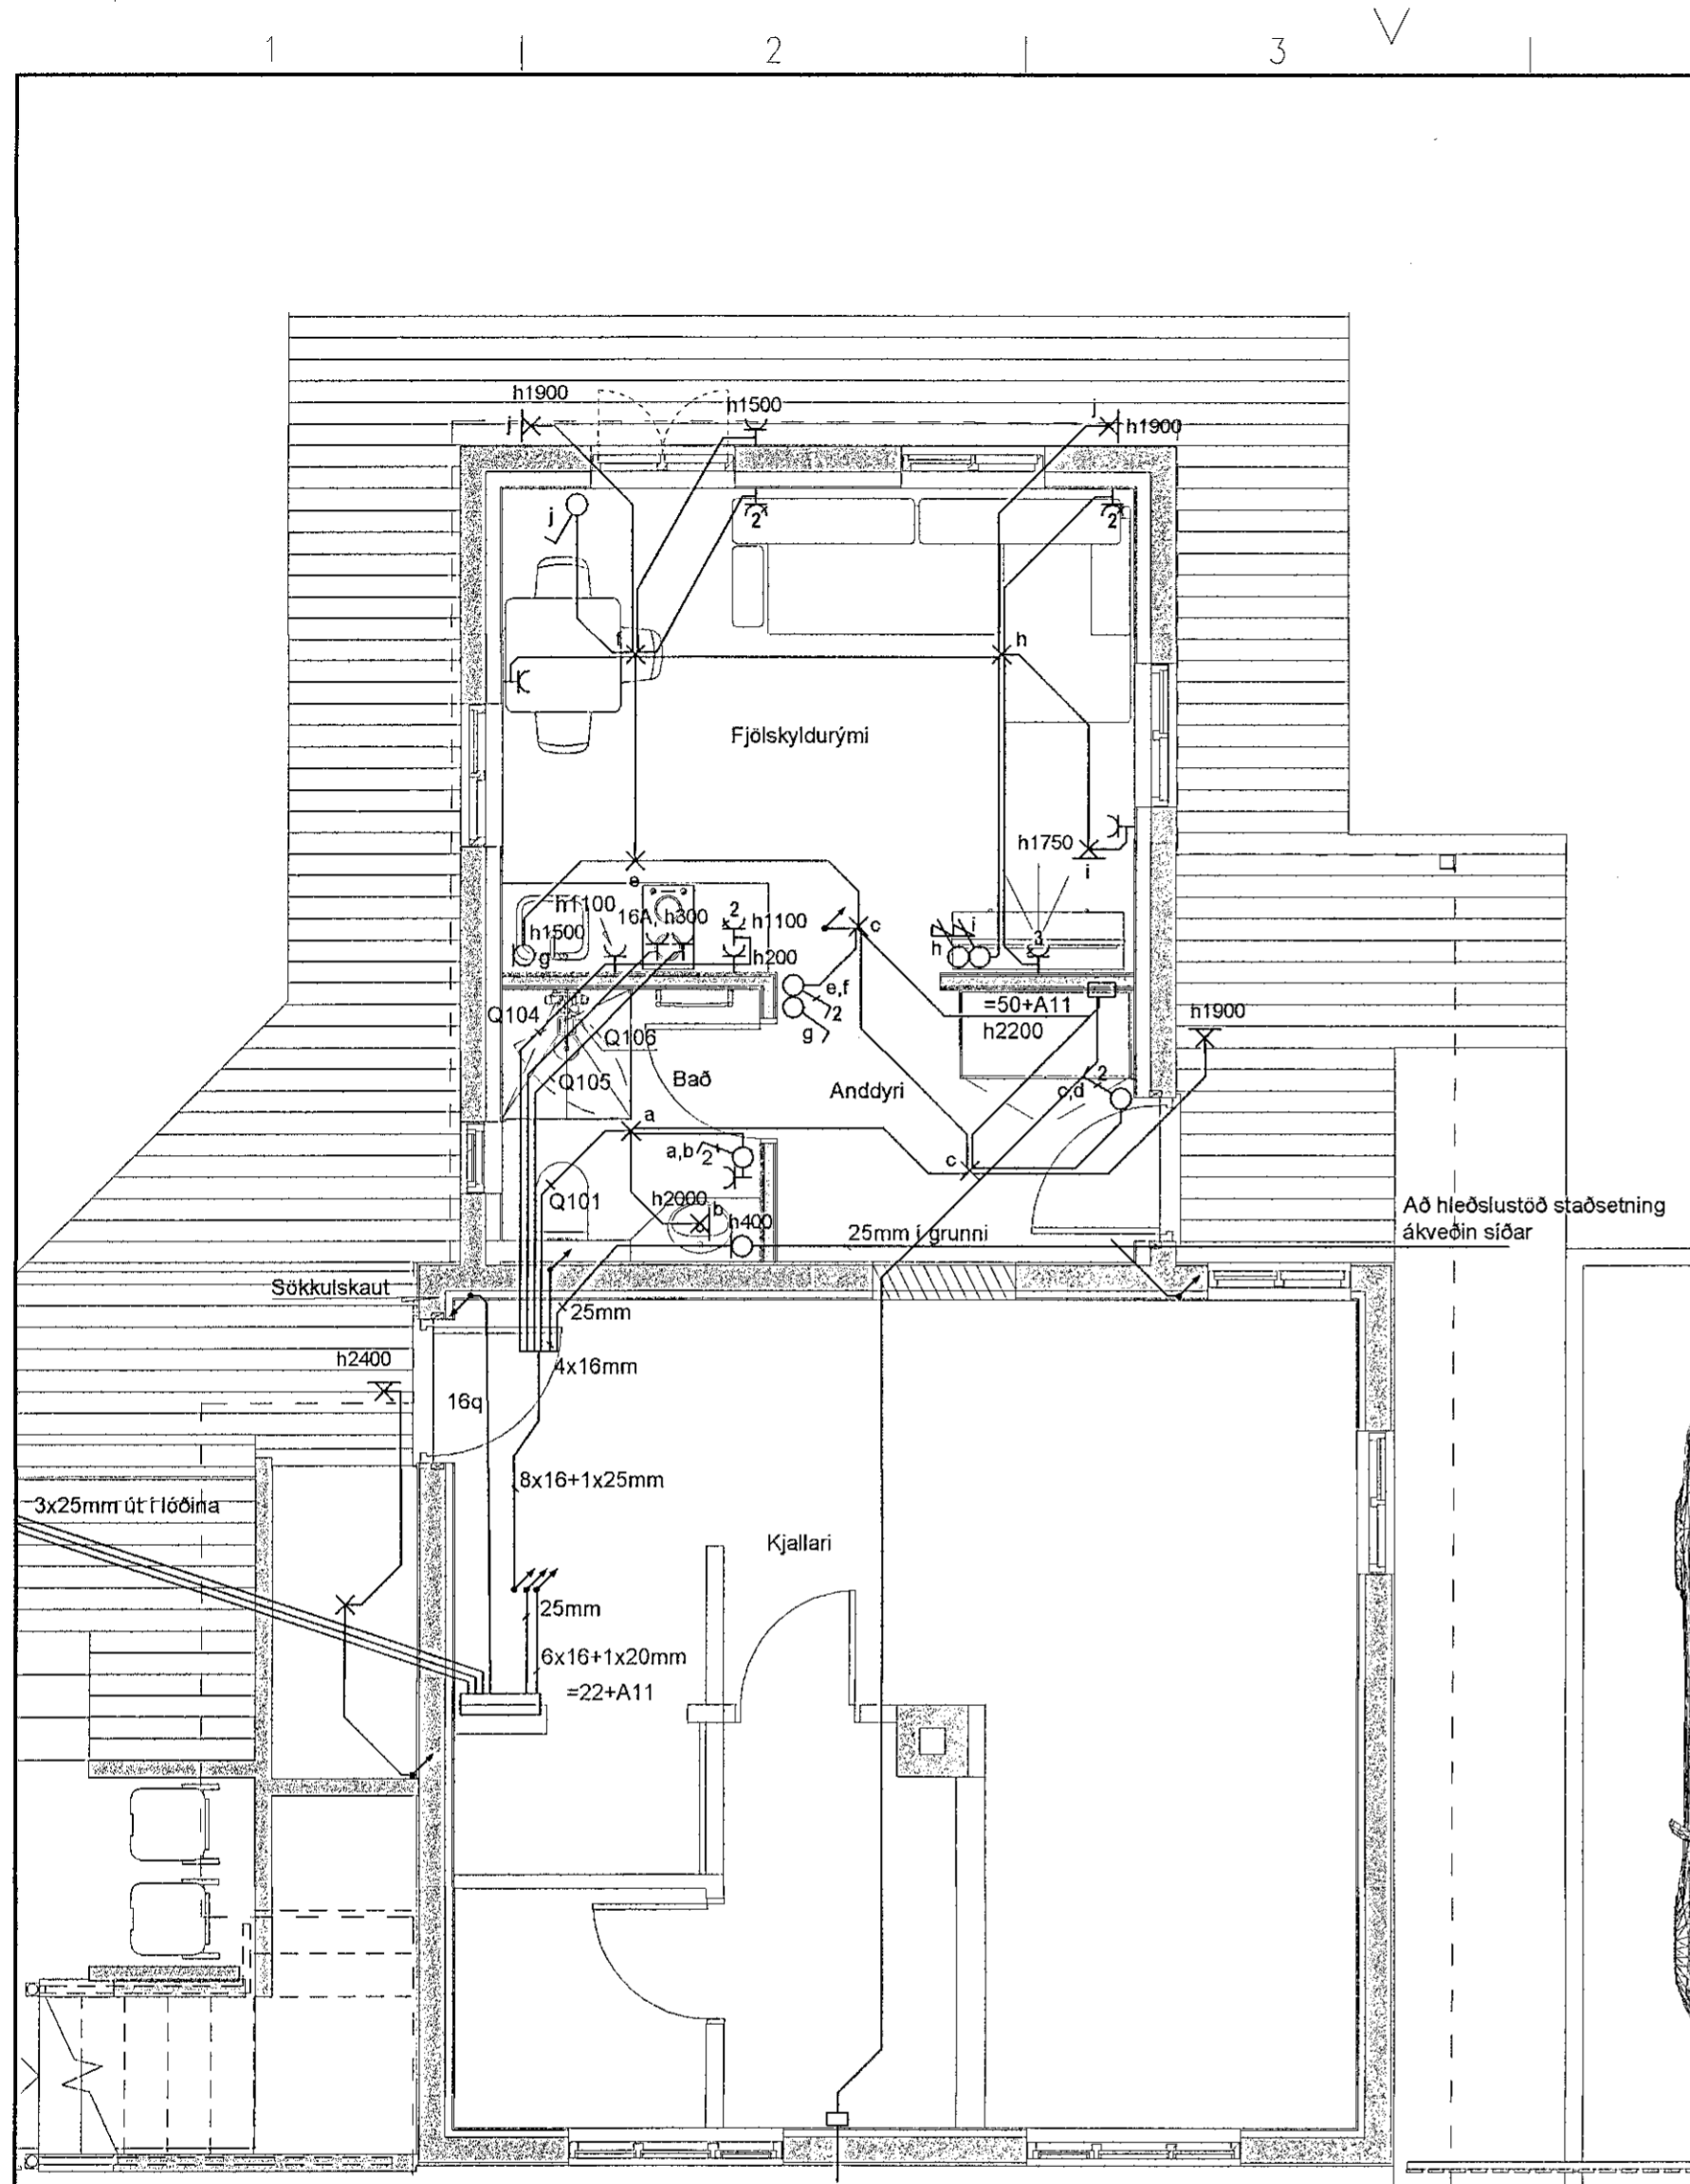 1
2
3
h1900
h1500
j
j
h1900
j
2
2
f
h
Fjölskyldurými
h1750
i
e
h1100
16A, h300
2
h1100
c
h
i
3
h1500
g
h200
e,f
2
g
=50+A11
h2200
h1900
Q104
Q106
Q105
Bað
Anddyri
2
c,d
a
a,b
2
c
Q101
h2000
b
h400
25mm í grunni
Að hleðslustöð staðsetning
ákveðin síðar
Sökkulskaut
25mm
h2400
4x16mm
16q
8x16+1x25mm
3x25mm út í lóðina
Kjallari
25mm
6x16+1x20mm
=22+A11